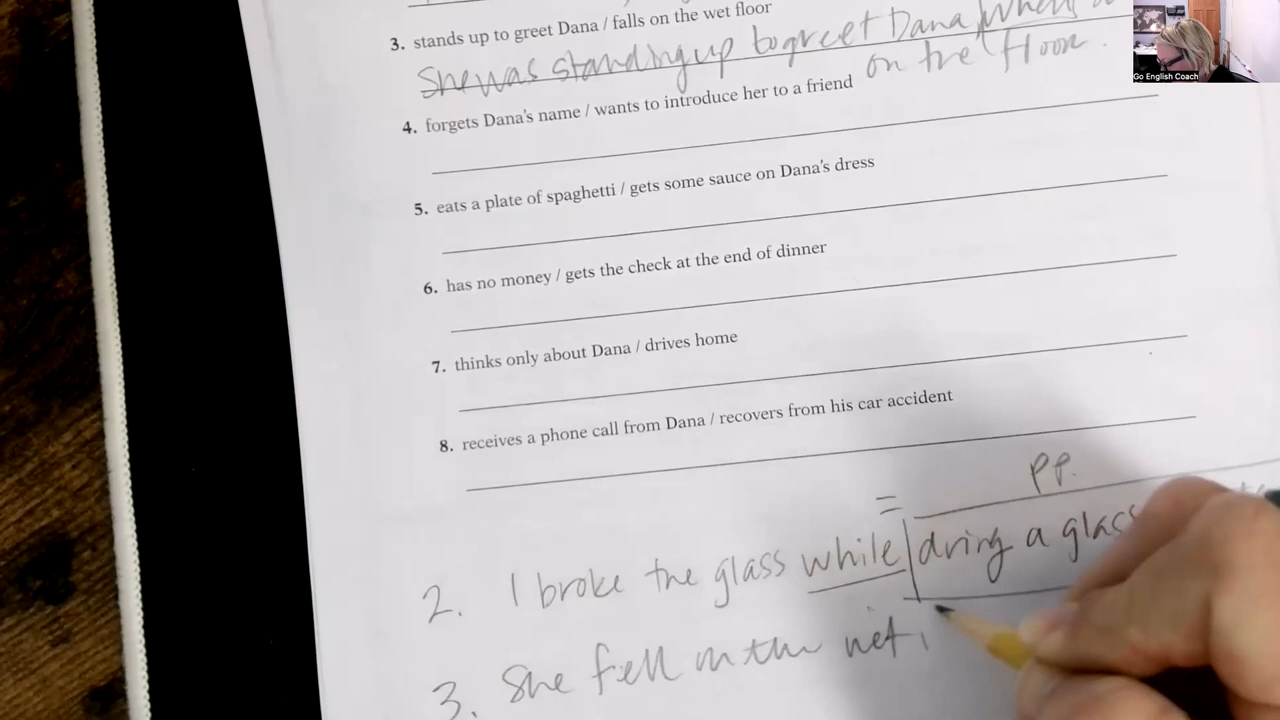 3. stands up to greet Dana / falls on the wet floor
She was standing up to greet Dana, when
on the floor.
4. forgets Dana's name / wants to introduce her to a friend
5. eats a plate of spaghetti / gets some sauce on Dana's dress
6. has no money / gets the check at the end of dinner
7. thinks only about Dana / drives home
8. receives a phone call from Dana / recovers from his car accident
= P.P.
2. I broke the glass while dring a glass
3. She fell on the wet
Go English Coach